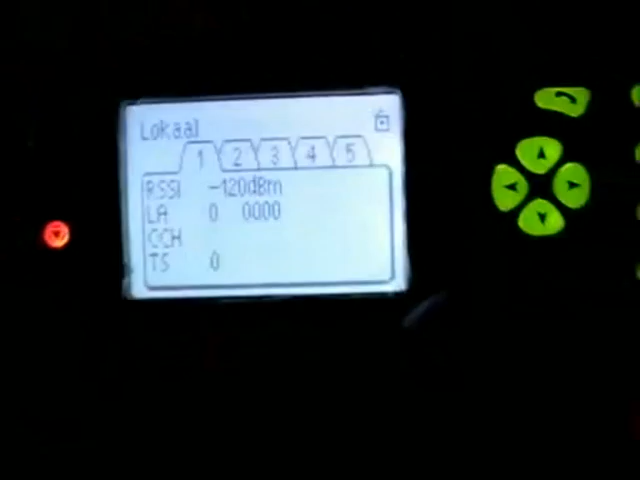 Lokaal
1 2 3 4 5
RSSI -120dBm
LA 0 0000
CCH
TS 0